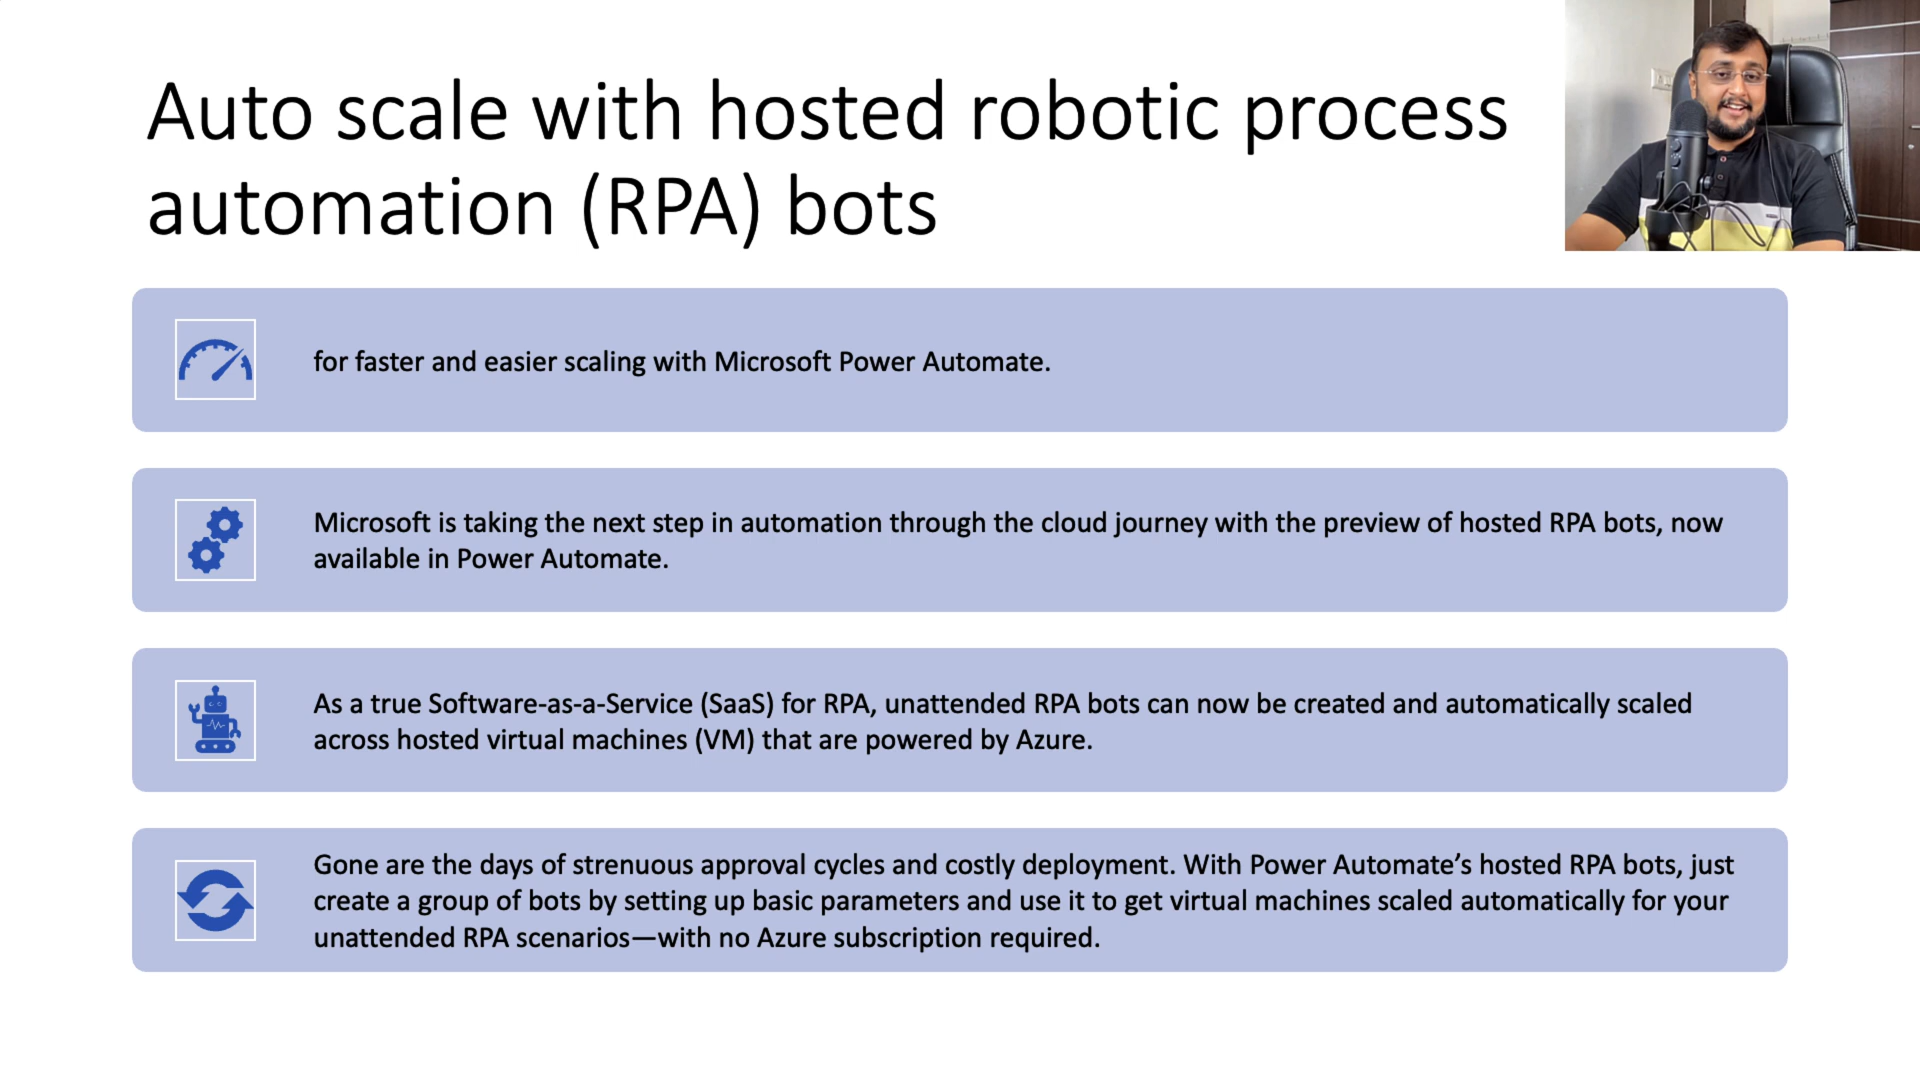 Auto scale with hosted robotic process
automation (RPA) bots
for faster and easier scaling with Microsoft Power Automate.
Microsoft is taking the next step in automation through the cloud journey with the preview of hosted RPA bots, now
available in Power Automate.
As a true Software-as-a-Service (SaaS) for RPA, unattended RPA bots can now be created and automatically scaled
across hosted virtual machines (VM) that are powered by Azure.
Gone are the days of strenuous approval cycles and costly deployment. With Power Automate’s hosted RPA bots, just
create a group of bots by setting up basic parameters and use it to get virtual machines scaled automatically for your
unattended RPA scenarios—with no Azure subscription required.